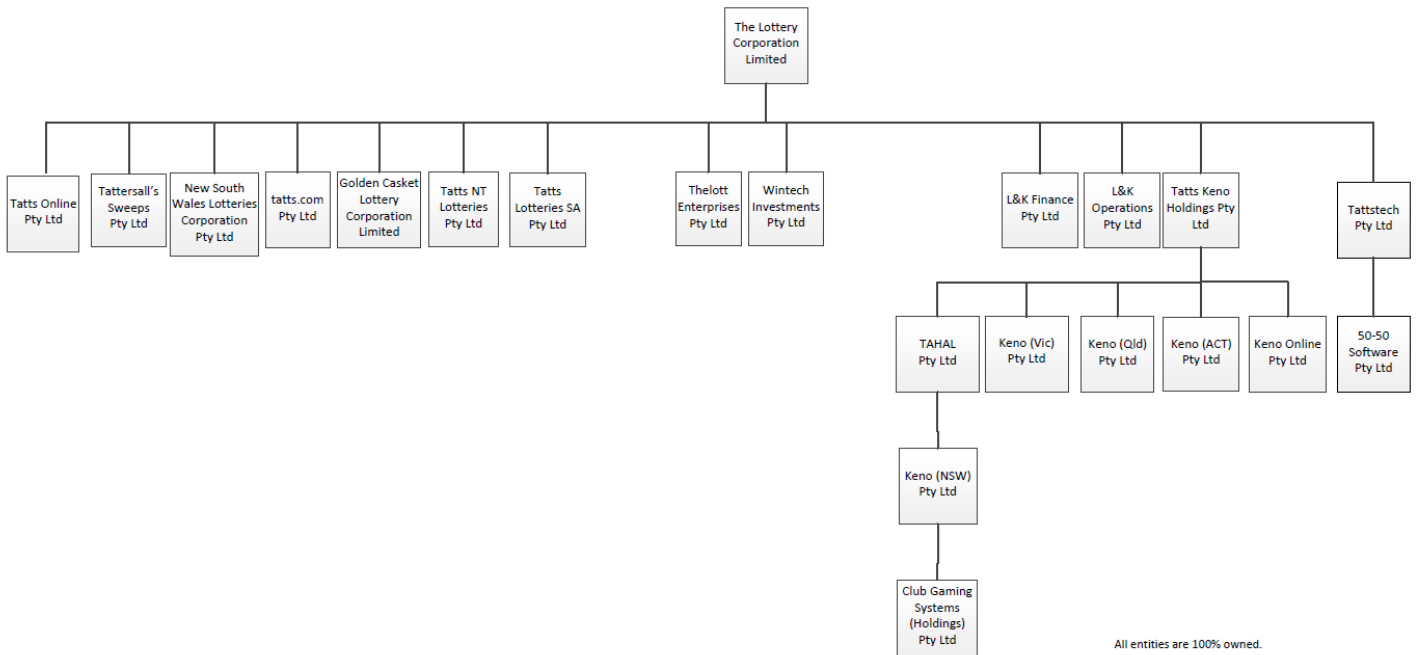 The Lottery
Corporation
Limited
Tatts Online
Pty Ltd
Tattersall's
Sweeps
Pty Ltd
New South
Wales Lotteries
Corporation
Pty Ltd
tatts.com
Pty Ltd
Golden Casket
Lottery
Corporation
Limited
Tatts NT
Lotteries
Pty Ltd
Tatts
Lotteries SA
Pty Ltd
Thelott
Enterprises
Pty Ltd
Wintech
Investments
Pty Ltd
L&K Finance
Pty Ltd
L&K
Operations
Pty Ltd
Tatts Keno
Holdings Pty
Ltd
Tattstech
Pty Ltd
TAHAL
Pty Ltd
Keno (Vic)
Pty Ltd
Keno (Qld)
Pty Ltd
Keno (ACT)
Pty Ltd
Keno Online
Pty Ltd
50-50
Software
Pty Ltd
Keno (NSW)
Pty Ltd
Club Gaming
Systems
(Holdings)
Pty Ltd
All entities are 100% owned.